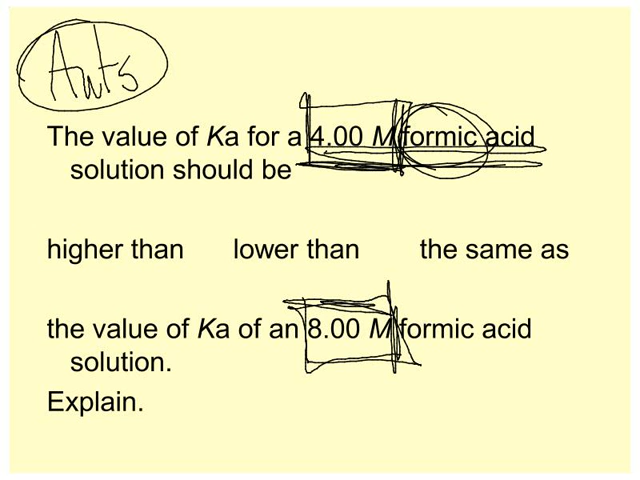 The value of Ka for a 4.00 M formic acid
solution should be
higher than lower than the same as
the value of Ka of an 8.00 M formic acid
solution.
Explain.